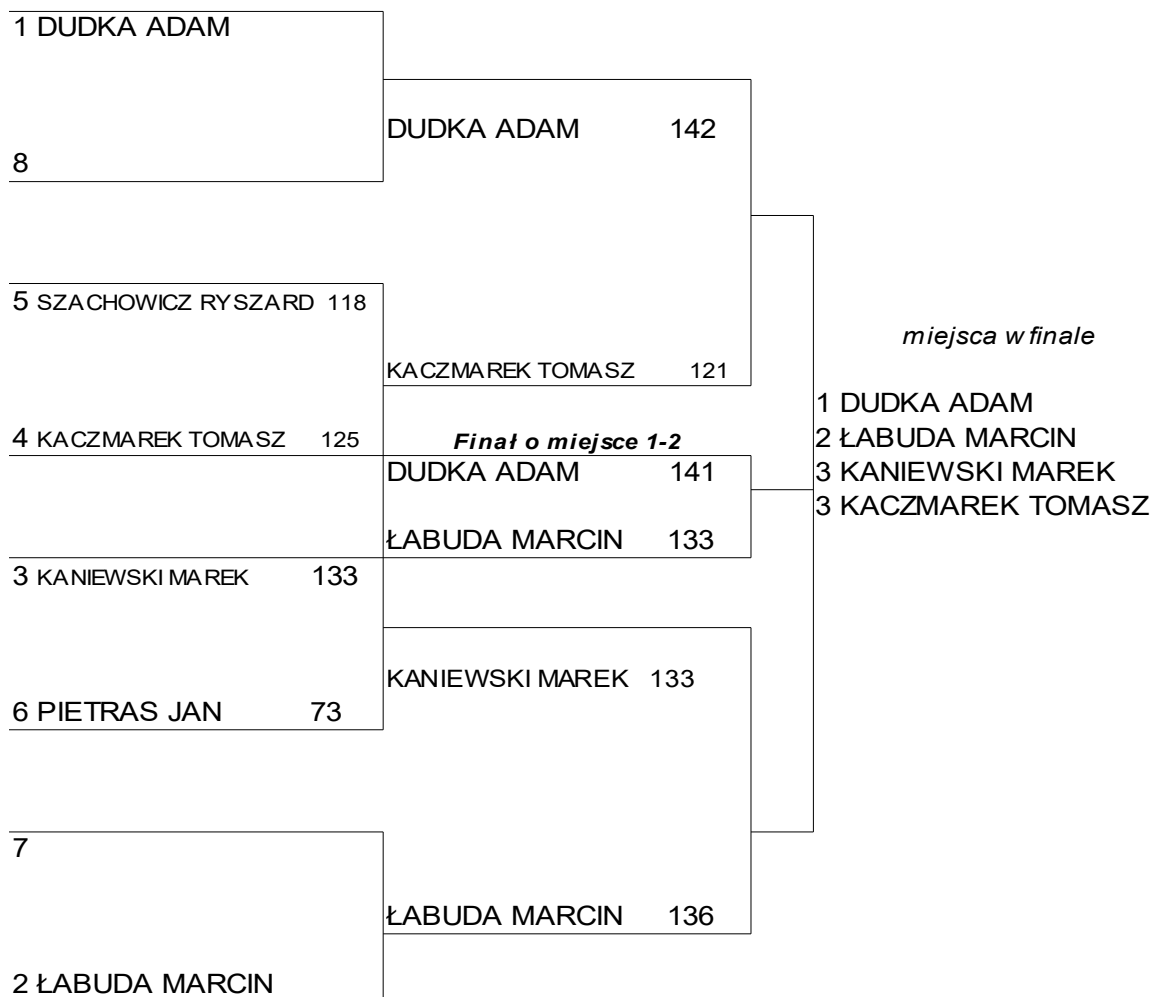 1 DUDKA ADAM
DUDKA ADAM 142
8
5 SZACHOWICZ RYSZARD 118
miejsca w finale
KACZMAREK TOMASZ 121
1 DUDKA ADAM
4 KACZMAREK TOMASZ 125
Finał o miejsce 1-2
2 ŁABUDA MARCIN
DUDKA ADAM 141
3 KANIEWSKI MAREK
3 KACZMAREK TOMASZ
ŁABUDA MARCIN 133
3 KANIEWSKI MAREK 133
KANIEWSKI MAREK 133
6 PIETRAS JAN 73
7
ŁABUDA MARCIN 136
2 ŁABUDA MARCIN